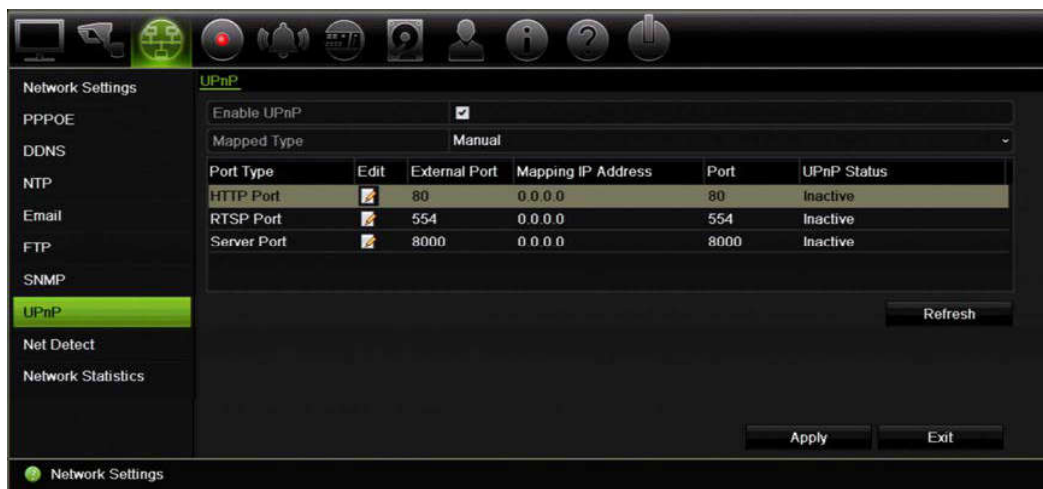 Network Settings
PPPOE
DDNS
NTP
Email
FTP
SNMP
UPnP
Net Detect
Network Statistics
UPnP
Enable UPnP
Mapped Type Manual
Port Type Edit External Port Mapping IP Address Port UPnP Status
HTTP Port 80 0.0.0.0 80 Inactive
RTSP Port 554 0.0.0.0 554 Inactive
Server Port 8000 0.0.0.0 8000 Inactive
Refresh
Apply Exit
Network Settings